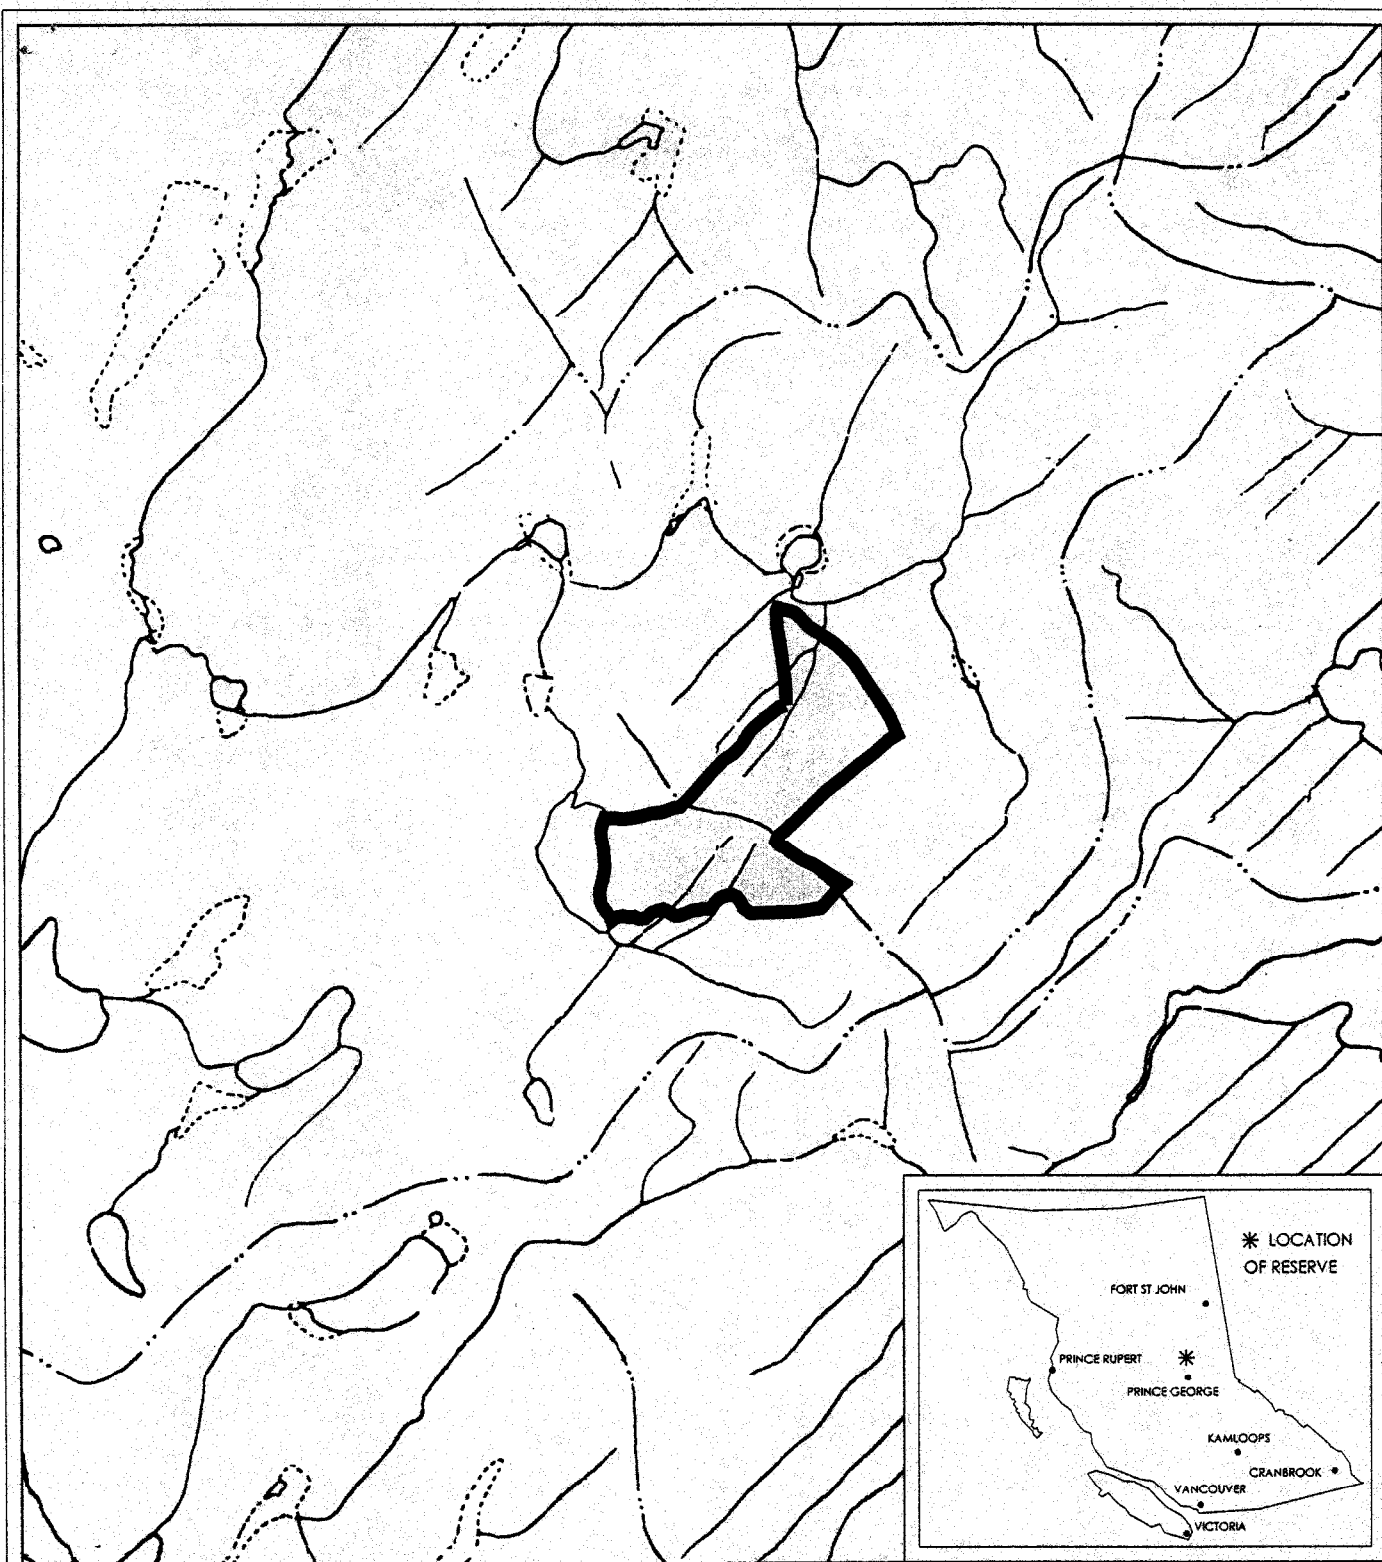 ✳ LOCATION
OF RESERVE
FORT ST JOHN
PRINCE RUPERT
PRINCE GEORGE
KAMLOOPS
CRANBROOK
VANCOUVER
VICTORIA